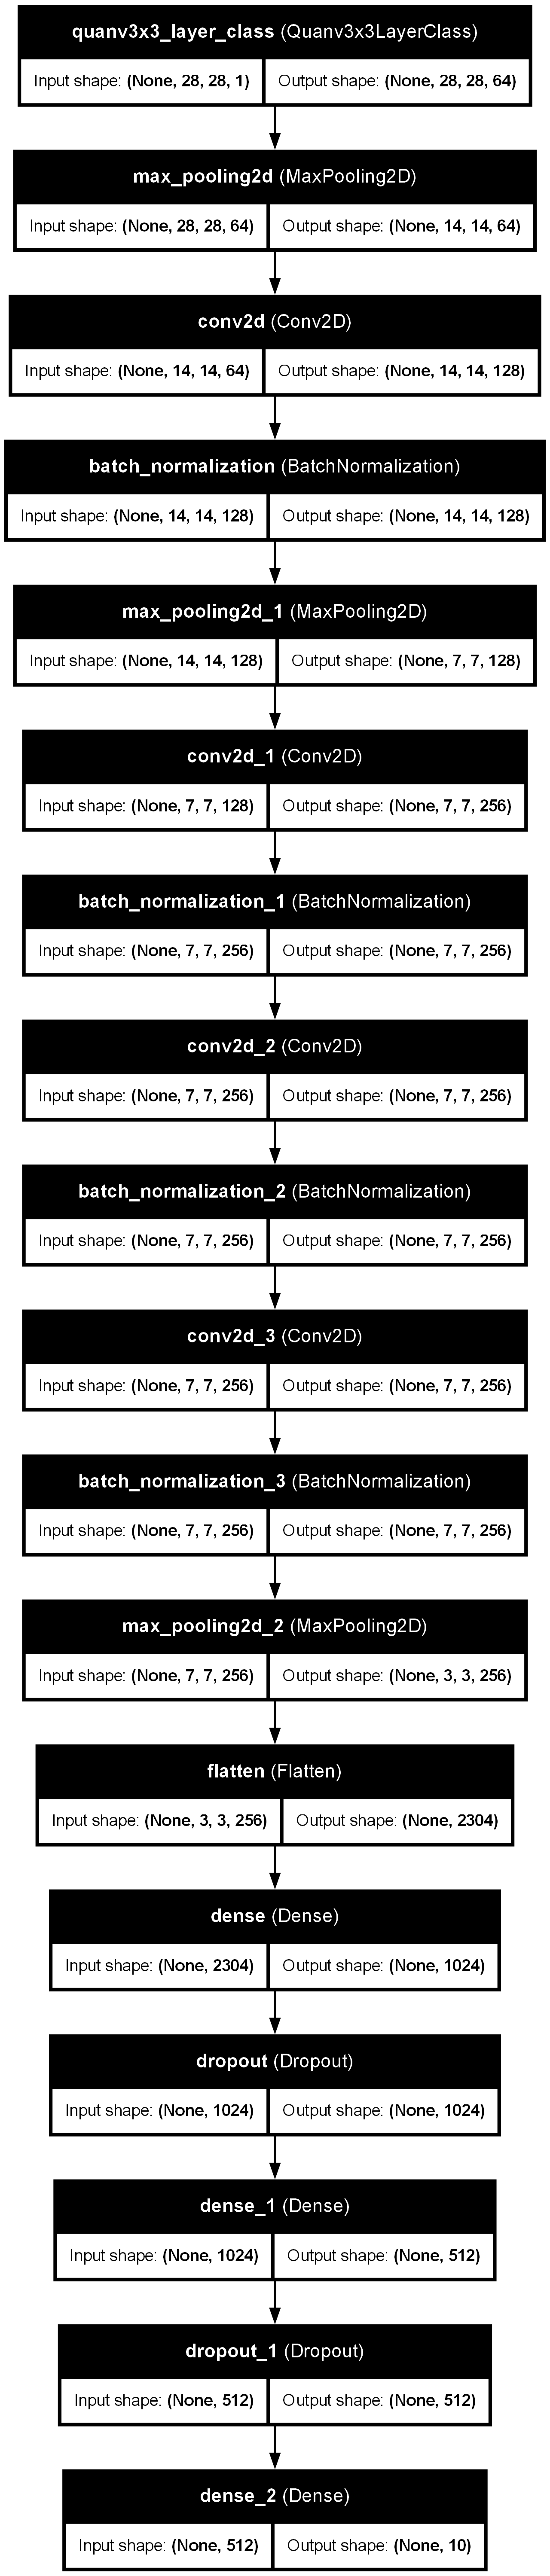 quanv3x3_layer_class (Quanv3x3LayerClass)
Input shape: (None, 28, 28, 1) Output shape: (None, 28, 28, 64)
max_pooling2d (MaxPooling2D)
Input shape: (None, 28, 28, 64) Output shape: (None, 14, 14, 64)
conv2d (Conv2D)
Input shape: (None, 14, 14, 64) Output shape: (None, 14, 14, 128)
batch_normalization (BatchNormalization)
Input shape: (None, 14, 14, 128) Output shape: (None, 14, 14, 128)
max_pooling2d_1 (MaxPooling2D)
Input shape: (None, 14, 14, 128) Output shape: (None, 7, 7, 128)
conv2d_1 (Conv2D)
Input shape: (None, 7, 7, 128) Output shape: (None, 7, 7, 256)
batch_normalization_1 (BatchNormalization)
Input shape: (None, 7, 7, 256) Output shape: (None, 7, 7, 256)
conv2d_2 (Conv2D)
Input shape: (None, 7, 7, 256) Output shape: (None, 7, 7, 256)
batch_normalization_2 (BatchNormalization)
Input shape: (None, 7, 7, 256) Output shape: (None, 7, 7, 256)
conv2d_3 (Conv2D)
Input shape: (None, 7, 7, 256) Output shape: (None, 7, 7, 256)
batch_normalization_3 (BatchNormalization)
Input shape: (None, 7, 7, 256) Output shape: (None, 7, 7, 256)
max_pooling2d_2 (MaxPooling2D)
Input shape: (None, 7, 7, 256) Output shape: (None, 3, 3, 256)
flatten (Flatten)
Input shape: (None, 3, 3, 256) Output shape: (None, 2304)
dense (Dense)
Input shape: (None, 2304) Output shape: (None, 1024)
dropout (Dropout)
Input shape: (None, 1024) Output shape: (None, 1024)
dense_1 (Dense)
Input shape: (None, 1024) Output shape: (None, 512)
dropout_1 (Dropout)
Input shape: (None, 512) Output shape: (None, 512)
dense_2 (Dense)
Input shape: (None, 512) Output shape: (None, 10)